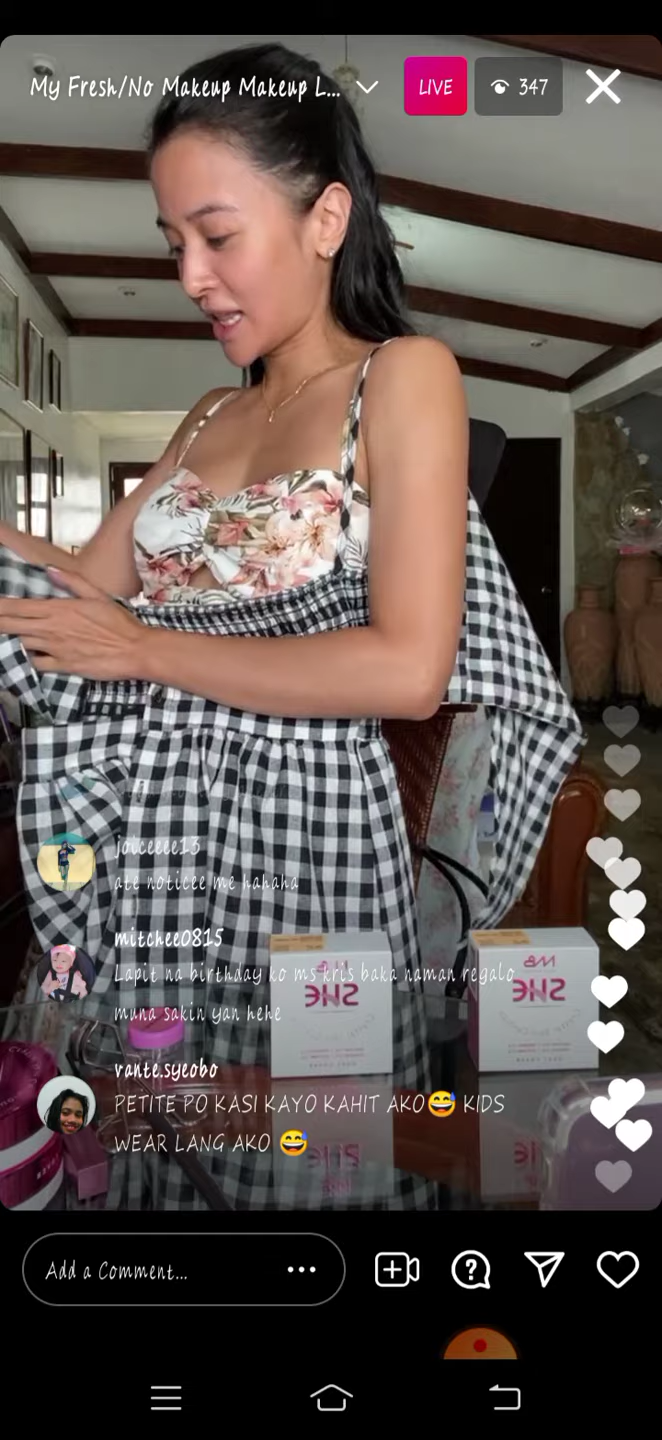 My Fresh/No Makeup Makeup L...
LIVE
347
joiceeee13
ate noticee me hahaha
mitchee0815
Lapit na birthday ko ms kris baka naman regalo
muna sakin yan hehe
vante.syeobo
PETITE PO KASI KAYO KAHIT AKO😅 KIDS
WEAR LANG AKO 😅
SHE
SHE
Add a Comment...